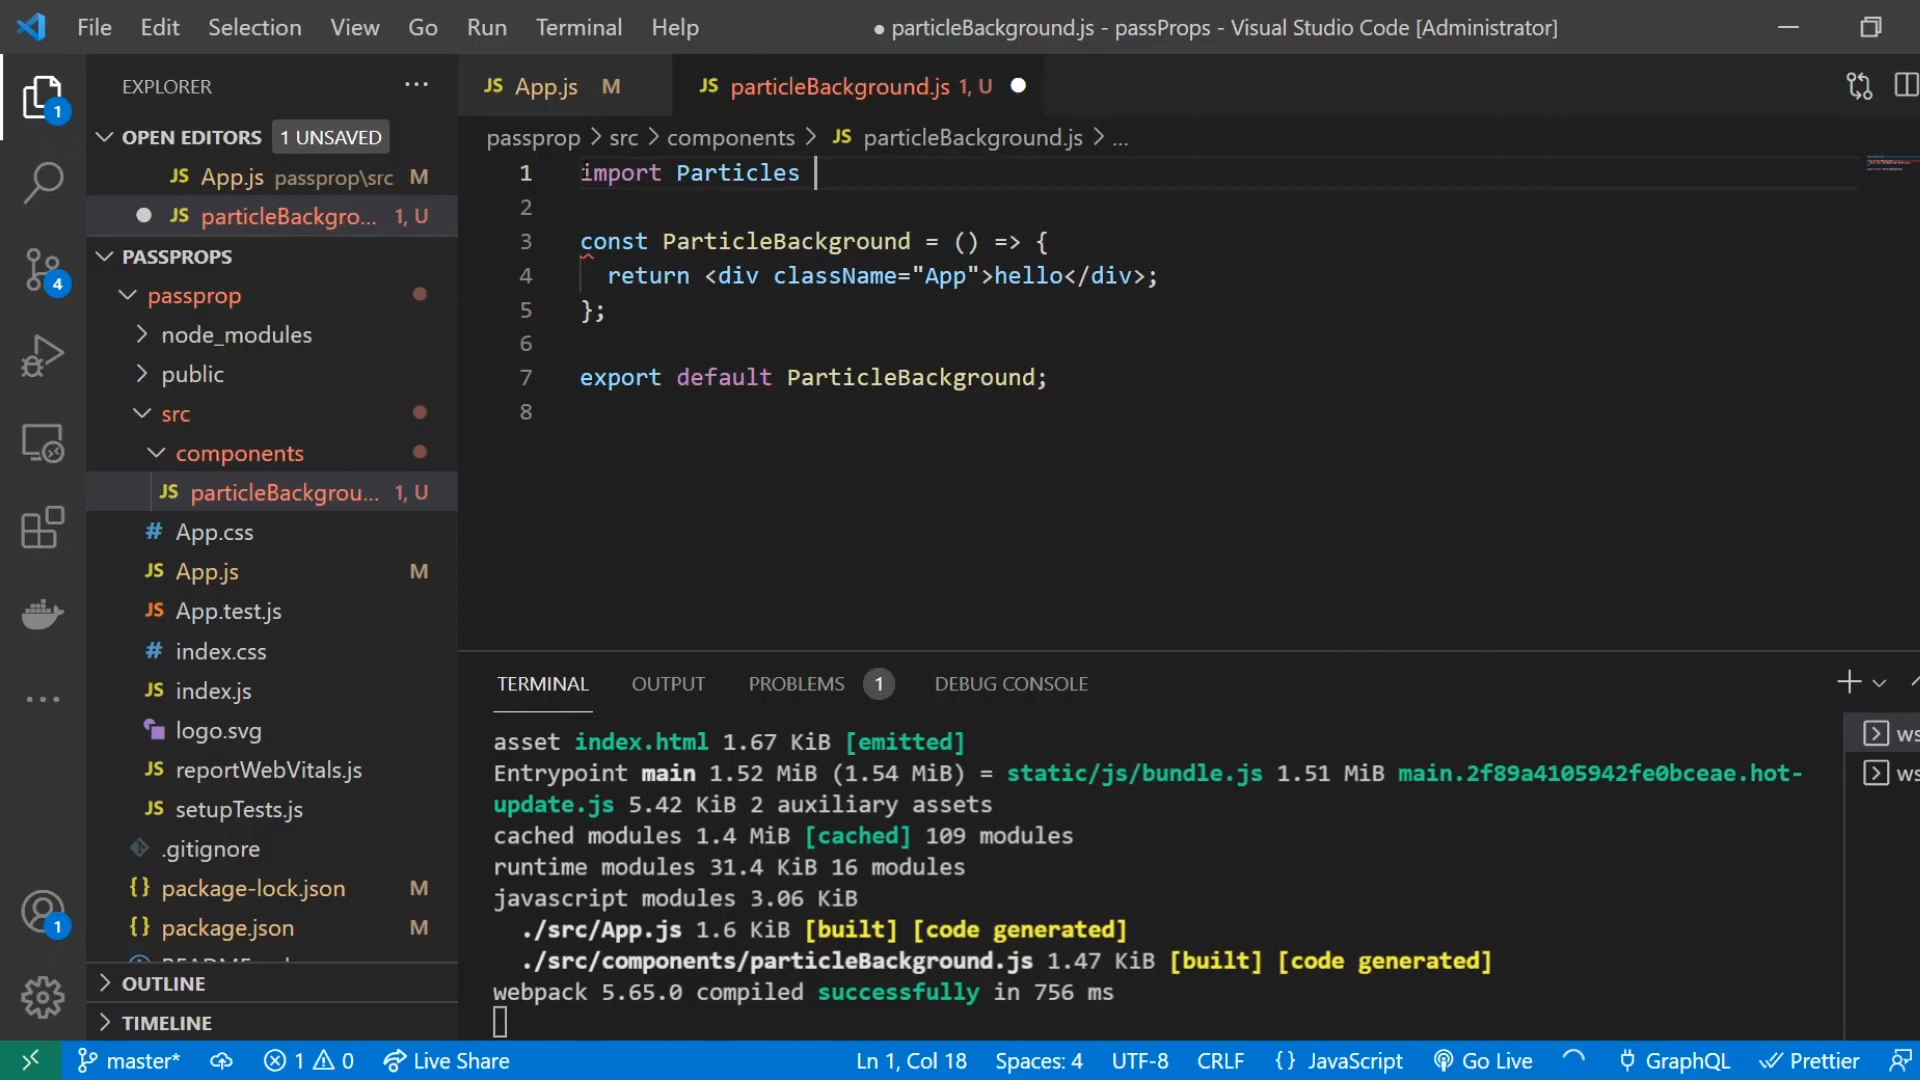 File Edit Selection View Go Run Terminal Help
● particleBackground.js - passProps - Visual Studio Code [Administrator]
EXPLORER
OPEN EDITORS 1 UNSAVED
JS App.js passprop\src M
JS particleBackgro... 1, U
PASSPROPS
passprop
node_modules
public
src
components
JS particleBackgrou... 1, U
# App.css
JS App.js M
JS App.test.js
# index.css
JS index.js
logo.svg
JS reportWebVitals.js
JS setupTests.js
.gitignore
{} package-lock.json M
{} package.json M
OUTLINE
TIMELINE
1
4
1
JS App.js M
JS particleBackground.js 1, U
passprop > src > components > JS particleBackground.js > ...
1 import Particles
2
3 const ParticleBackground = () => {
4 return <div className="App">hello</div>;
5 };
6
7 export default ParticleBackground;
8
TERMINAL OUTPUT PROBLEMS 1 DEBUG CONSOLE
asset index.html 1.67 KiB [emitted]
Entrypoint main 1.52 MiB (1.54 MiB) = static/js/bundle.js 1.51 MiB main.2f89a4105942fe0bceae.hot-
update.js 5.42 KiB 2 auxiliary assets
cached modules 1.4 MiB [cached] 109 modules
runtime modules 31.4 KiB 16 modules
javascript modules 3.06 KiB
./src/App.js 1.6 KiB [built] [code generated]
./src/components/particleBackground.js 1.47 KiB [built] [code generated]
webpack 5.65.0 compiled successfully in 756 ms
ws
ws
master* 1 0 Live Share Ln 1, Col 18 Spaces: 4 UTF-8 CRLF {} JavaScript Go Live GraphQL Prettier